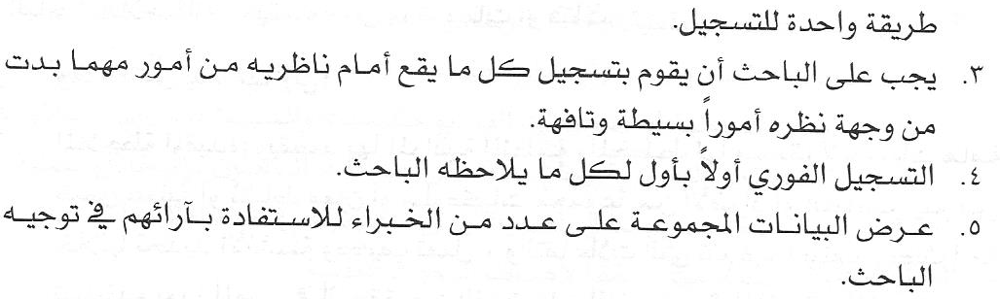 طريقة واحدة للتسجيل.
٣. يجب على الباحث أن يقوم بتسجيل كل ما يقع أمام ناظريه من أمور مهما بدت
من وجهة نظره أموراً بسيطة وتافهة.
٤. التسجيل الفوري أولاً بأول لكل ما يلاحظه الباحث.
٥. عرض البيانات المجموعة على عدد من الخبراء للاستفادة بآرائهم في توجيه
الباحث.